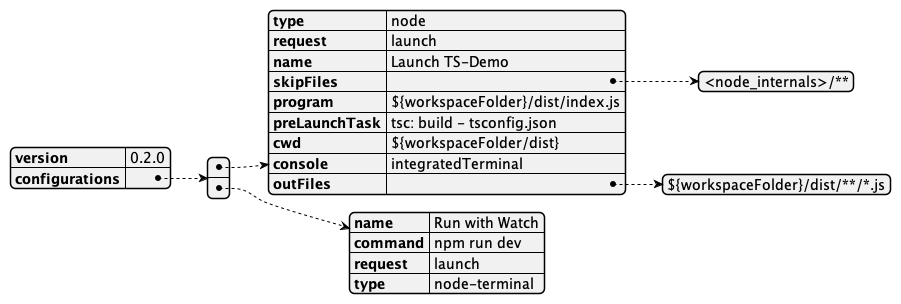 type node
request launch
name Launch TS-Demo
skipFiles
<node_internals>/**
program ${workspaceFolder}/dist/index.js
preLaunchTask tsc: build - tsconfig.json
cwd ${workspaceFolder/dist}
console integratedTerminal
outFiles
${workspaceFolder}/dist/**/*.js
version 0.2.0
configurations
name Run with Watch
command npm run dev
request launch
type node-terminal